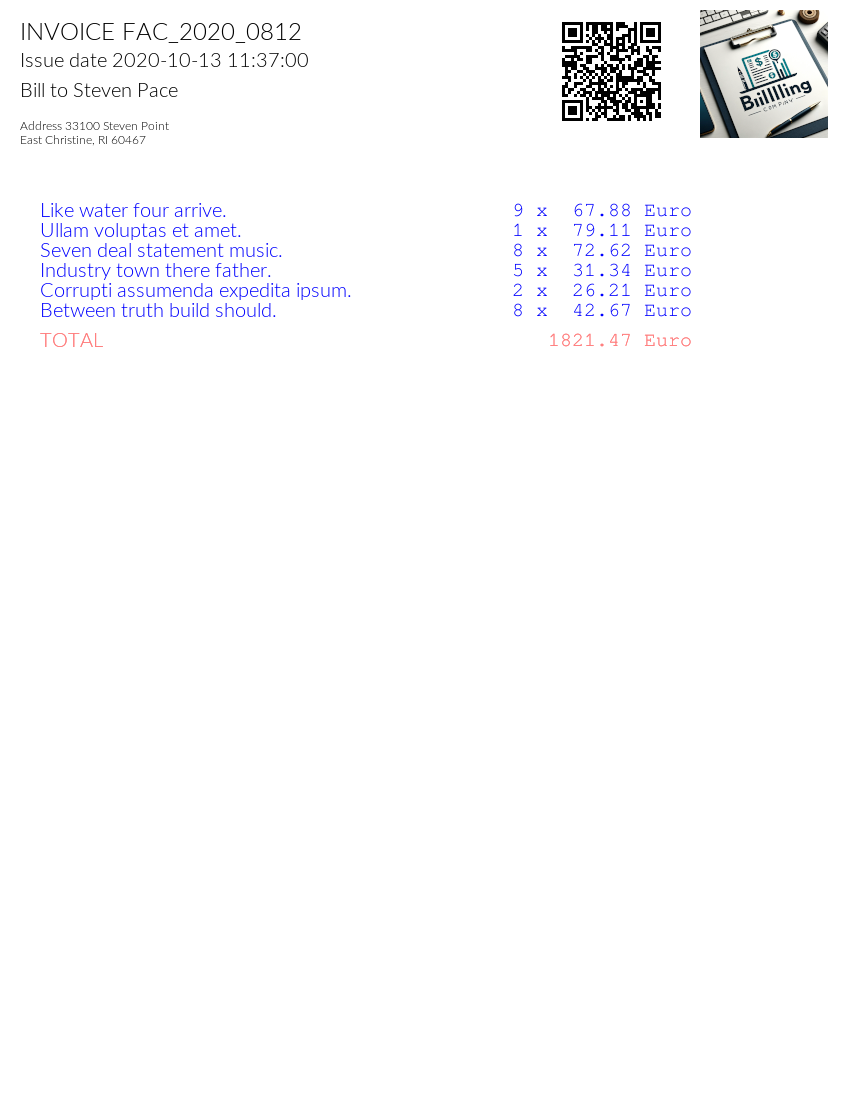 INVOICE FAC_2020_0812
Issue date 2020-10-13 11:37:00
Bill to Steven Pace
Address 33100 Steven Point
East Christine, RI 60467
Biilllling
COMPANY
Like water four arrive. 9 x 67.88 Euro
Ullam voluptas et amet. 1 x 79.11 Euro
Seven deal statement music. 8 x 72.62 Euro
Industry town there father. 5 x 31.34 Euro
Corrupti assumenda expedita ipsum. 2 x 26.21 Euro
Between truth build should. 8 x 42.67 Euro
TOTAL 1821.47 Euro